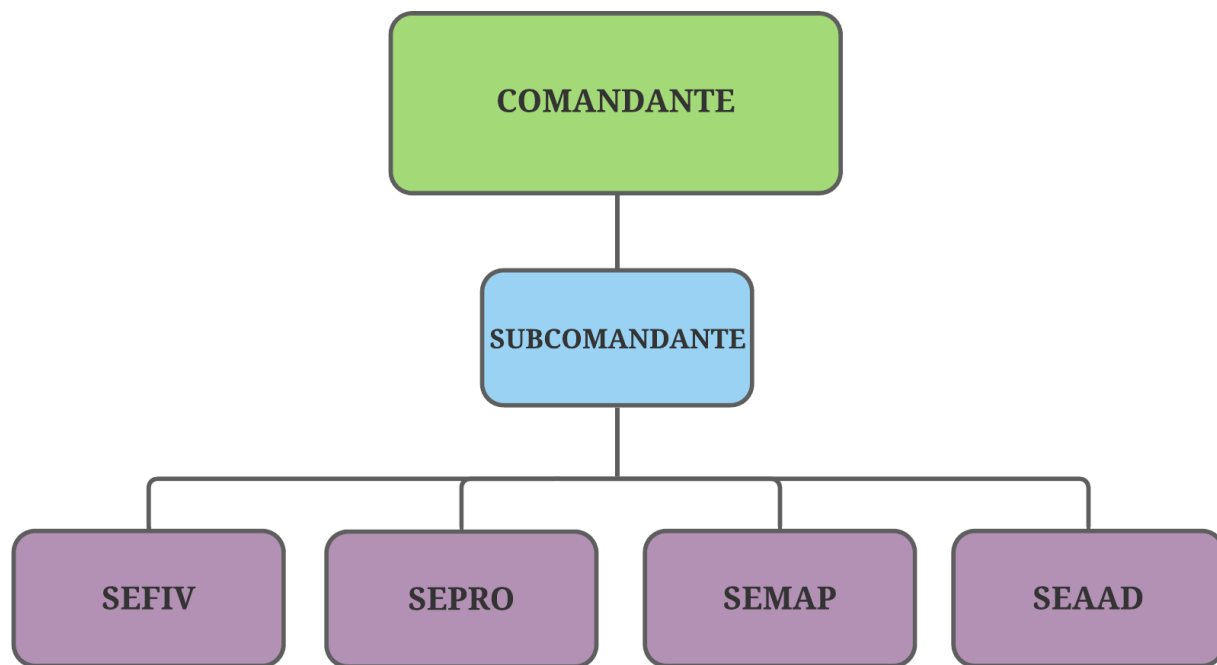 COMANDANTE
SUBCOMANDANTE
SEFIV
SEPRO
SEMAP
SEAAD